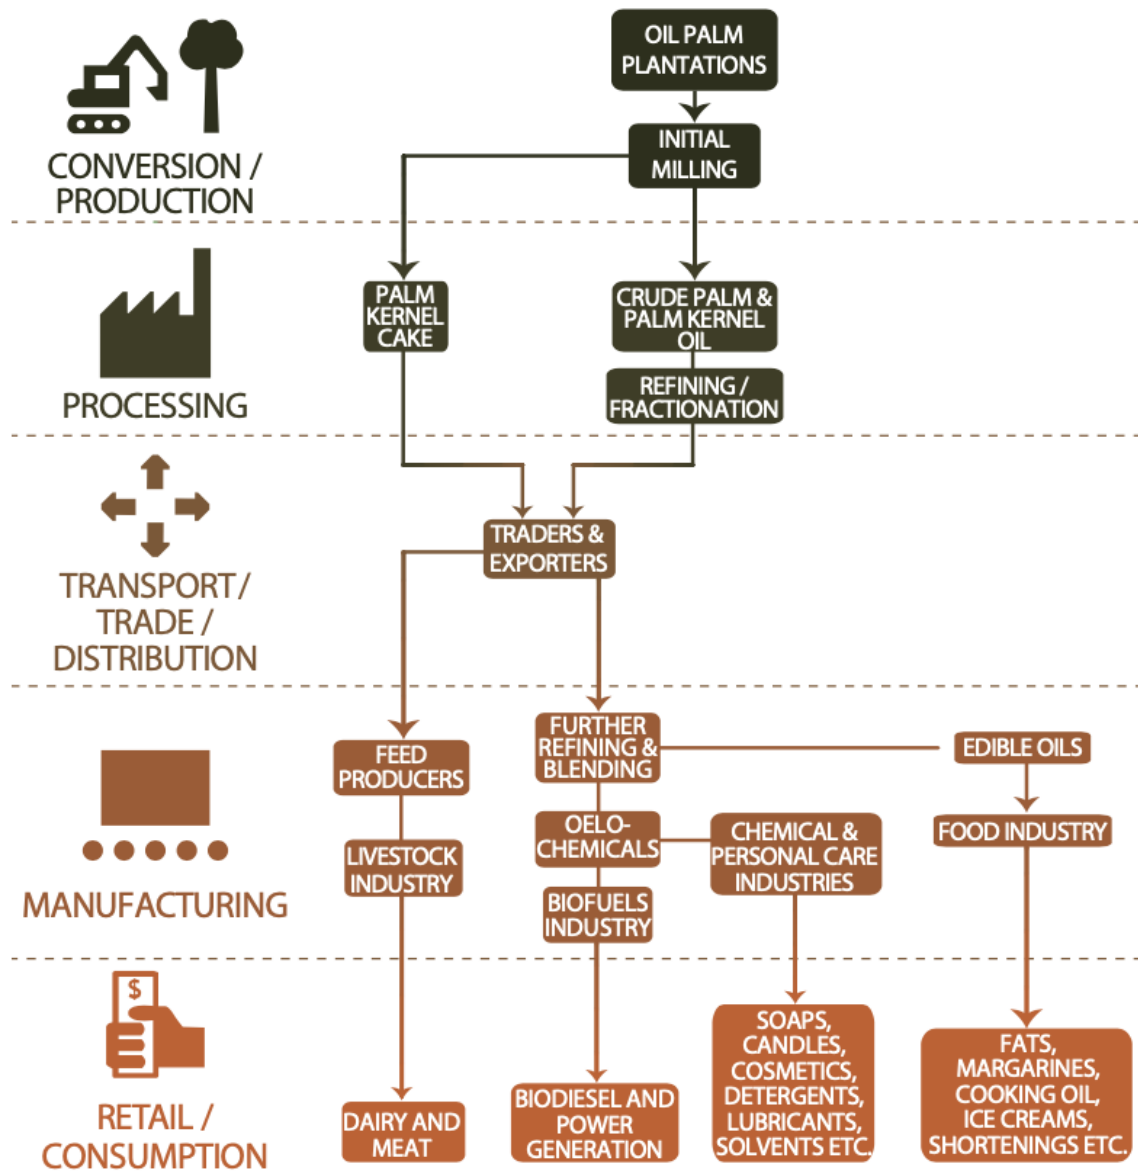 OIL PALM
PLANTATIONS
INITIAL
MILLING
CONVERSION /
PRODUCTION
PALM
KERNEL
CAKE
CRUDE PALM &
PALM KERNEL
OIL
REFINING /
FRACTIONATION
PROCESSING
TRADERS &
EXPORTERS
TRANSPORT /
TRADE /
DISTRIBUTION
FEED
PRODUCERS
FURTHER
REFINING &
BLENDING
EDIBLE OILS
LIVESTOCK
INDUSTRY
OELO-
CHEMICALS
CHEMICAL &
PERSONAL CARE
INDUSTRIES
FOOD INDUSTRY
BIOFUELS
INDUSTRY
MANUFACTURING
$
RETAIL /
CONSUMPTION
DAIRY AND
MEAT
BIODIESEL AND
POWER
GENERATION
SOAPS,
CANDLES,
COSMETICS,
DETERGENTS,
LUBRICANTS,
SOLVENTS ETC.
FATS,
MARGARINES,
COOKING OIL,
ICE CREAMS,
SHORTENINGS ETC.